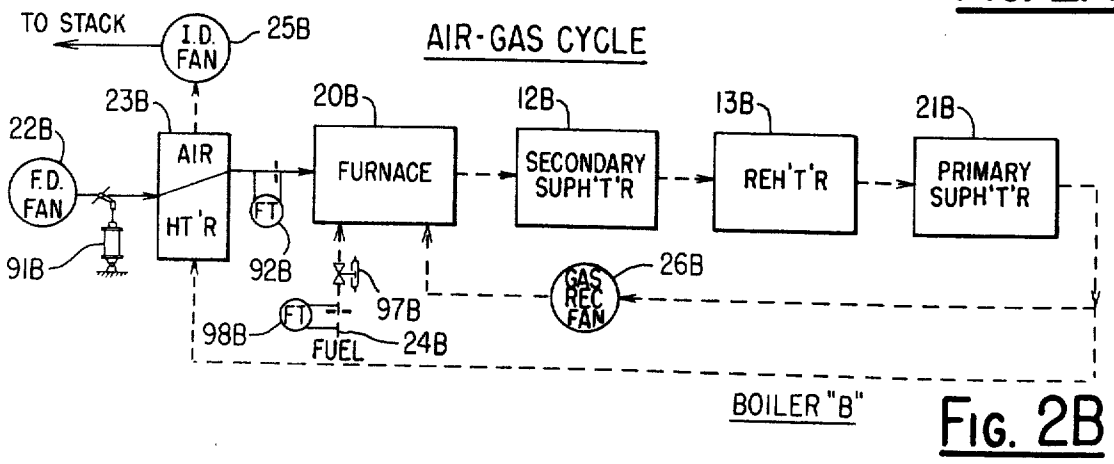 TO STACK
I.D.
FAN
25B
AIR-GAS CYCLE
22B
F.D.
FAN
91B
23B
AIR
HT'R
FT
92B
20B
FURNACE
12B
SECONDARY
SUPH'T'R
13B
REH'T'R
21B
PRIMARY
SUPH'T'R
GAS
REC
FAN
26B
97B
FT
98B
24B
FUEL
BOILER "B"
FIG. 2B